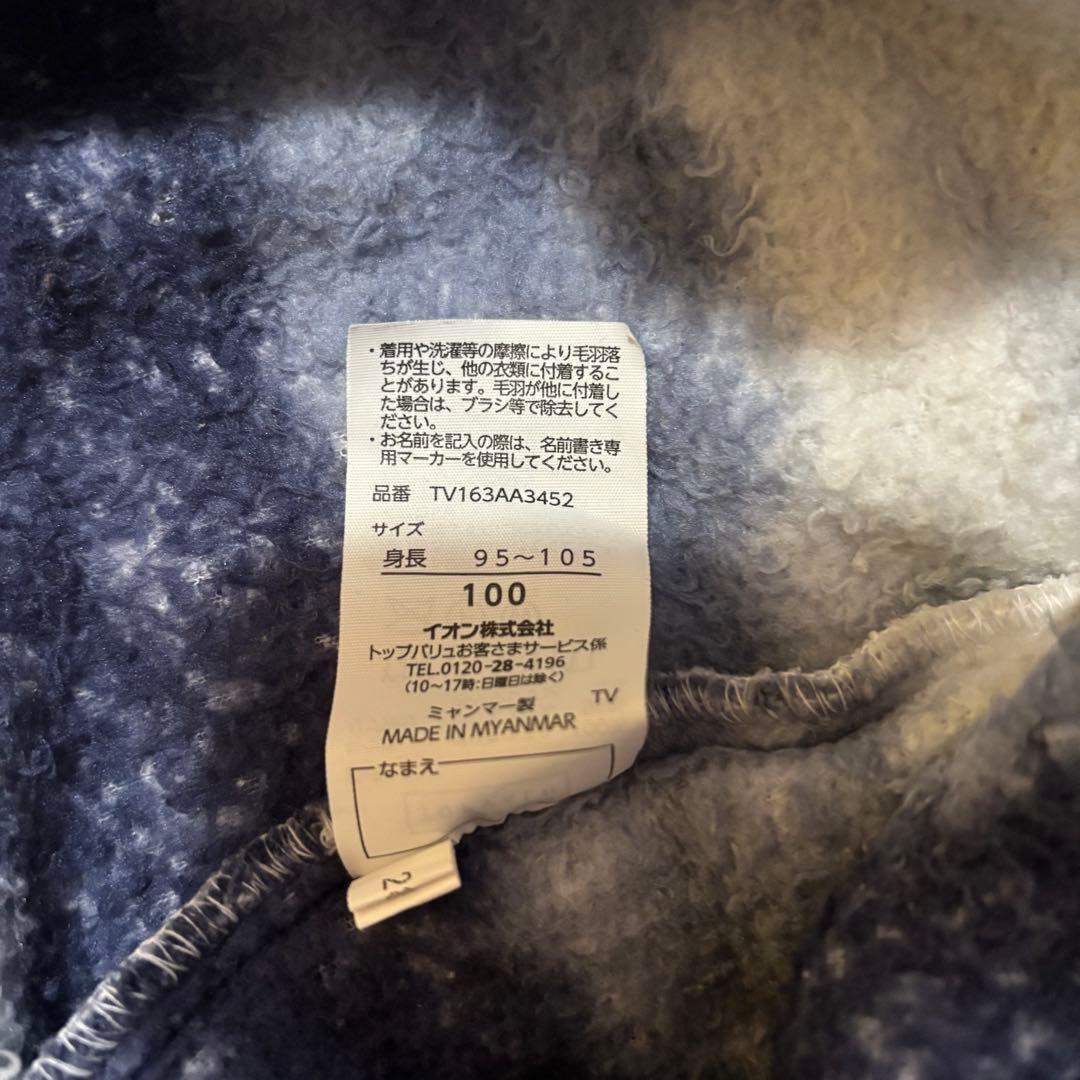 ・着用や洗濯等の摩擦により毛羽落
ちが生じ、他の衣類に付着するこ
とがあります。毛羽が他に付着し
た場合は、ブラシ等で除去してく
ださい。
・お名前を記入の際は、名前書き専
用マーカーを使用してください。
品番 TV163AA3452
サイズ
身長 95〜105
100
イオン株式会社
トップバリュお客さまサービス係
TEL.0120-28-4196
(10〜17時:日曜日は除く)
ミャンマー製 TV
MADE IN MYANMAR
なまえ